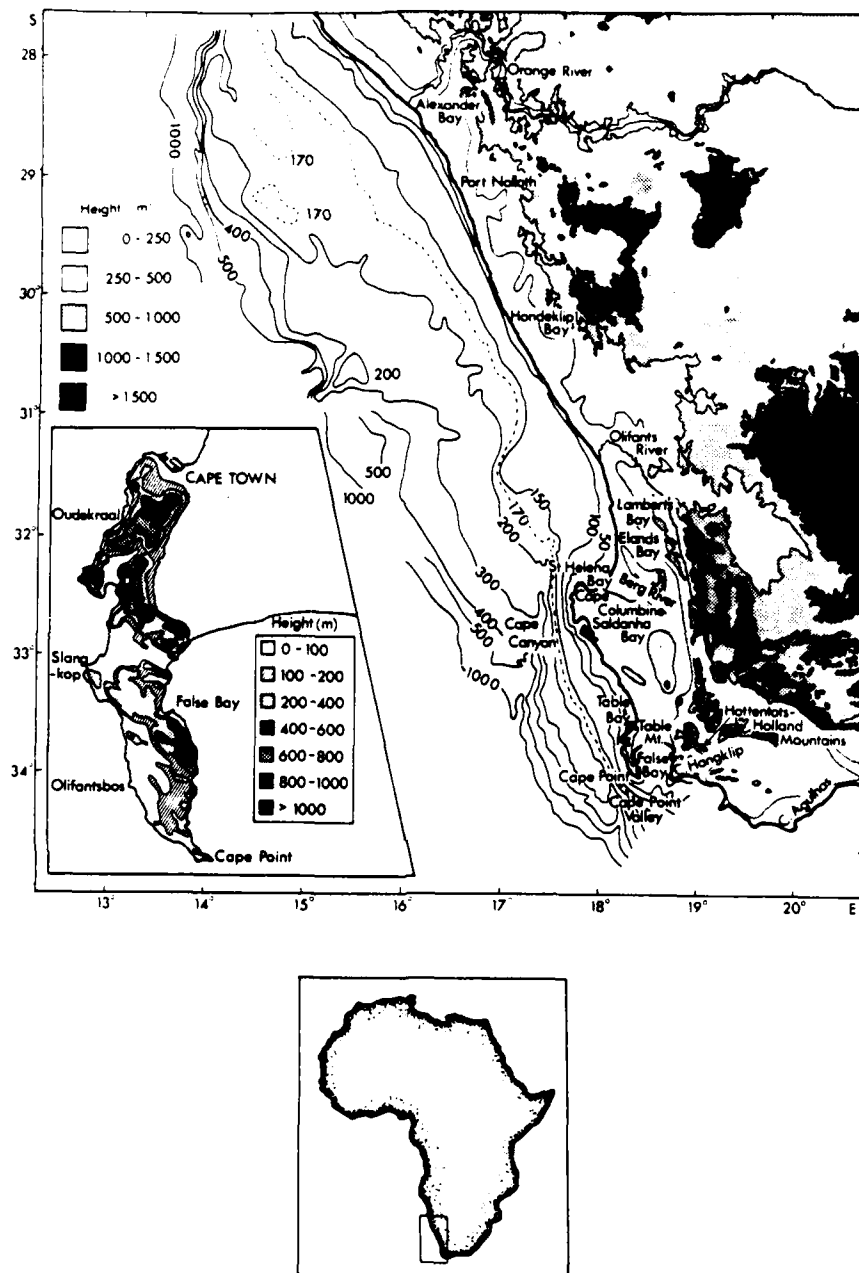 S
28
29
30°
31°
32°
33°
34°
13°
14°
15°
16°
17°
18°
19°
20°
E
Orange River
Alexander
Bay
Port Nolloth
Hondeklip
Bay
Olifants
River
Lamberts
Bay
Elands
Bay
St Helena
Bay
Berg River
Cape
Columbine
Saldanha
Bay
Cape
Canyon
Table
Bay
Table
Mt.
False
Bay
Hangklip
Hottentots-
Holland
Mountains
Cape Point
Cape Point
Valley
C Agulhas
1000
170
170
400
500
200
500
1000
150
170
200
100
50
300
400
500
1000
Height m
0 - 250
250 - 500
500 - 1000
1000 - 1500
> 1500
CAPE TOWN
Oudekraal
Slang
-kop
False Bay
Olifantsbos
Cape Point
Height (m)
0 - 100
100 - 200
200 - 400
400 - 600
600 - 800
800 - 1000
> 1000